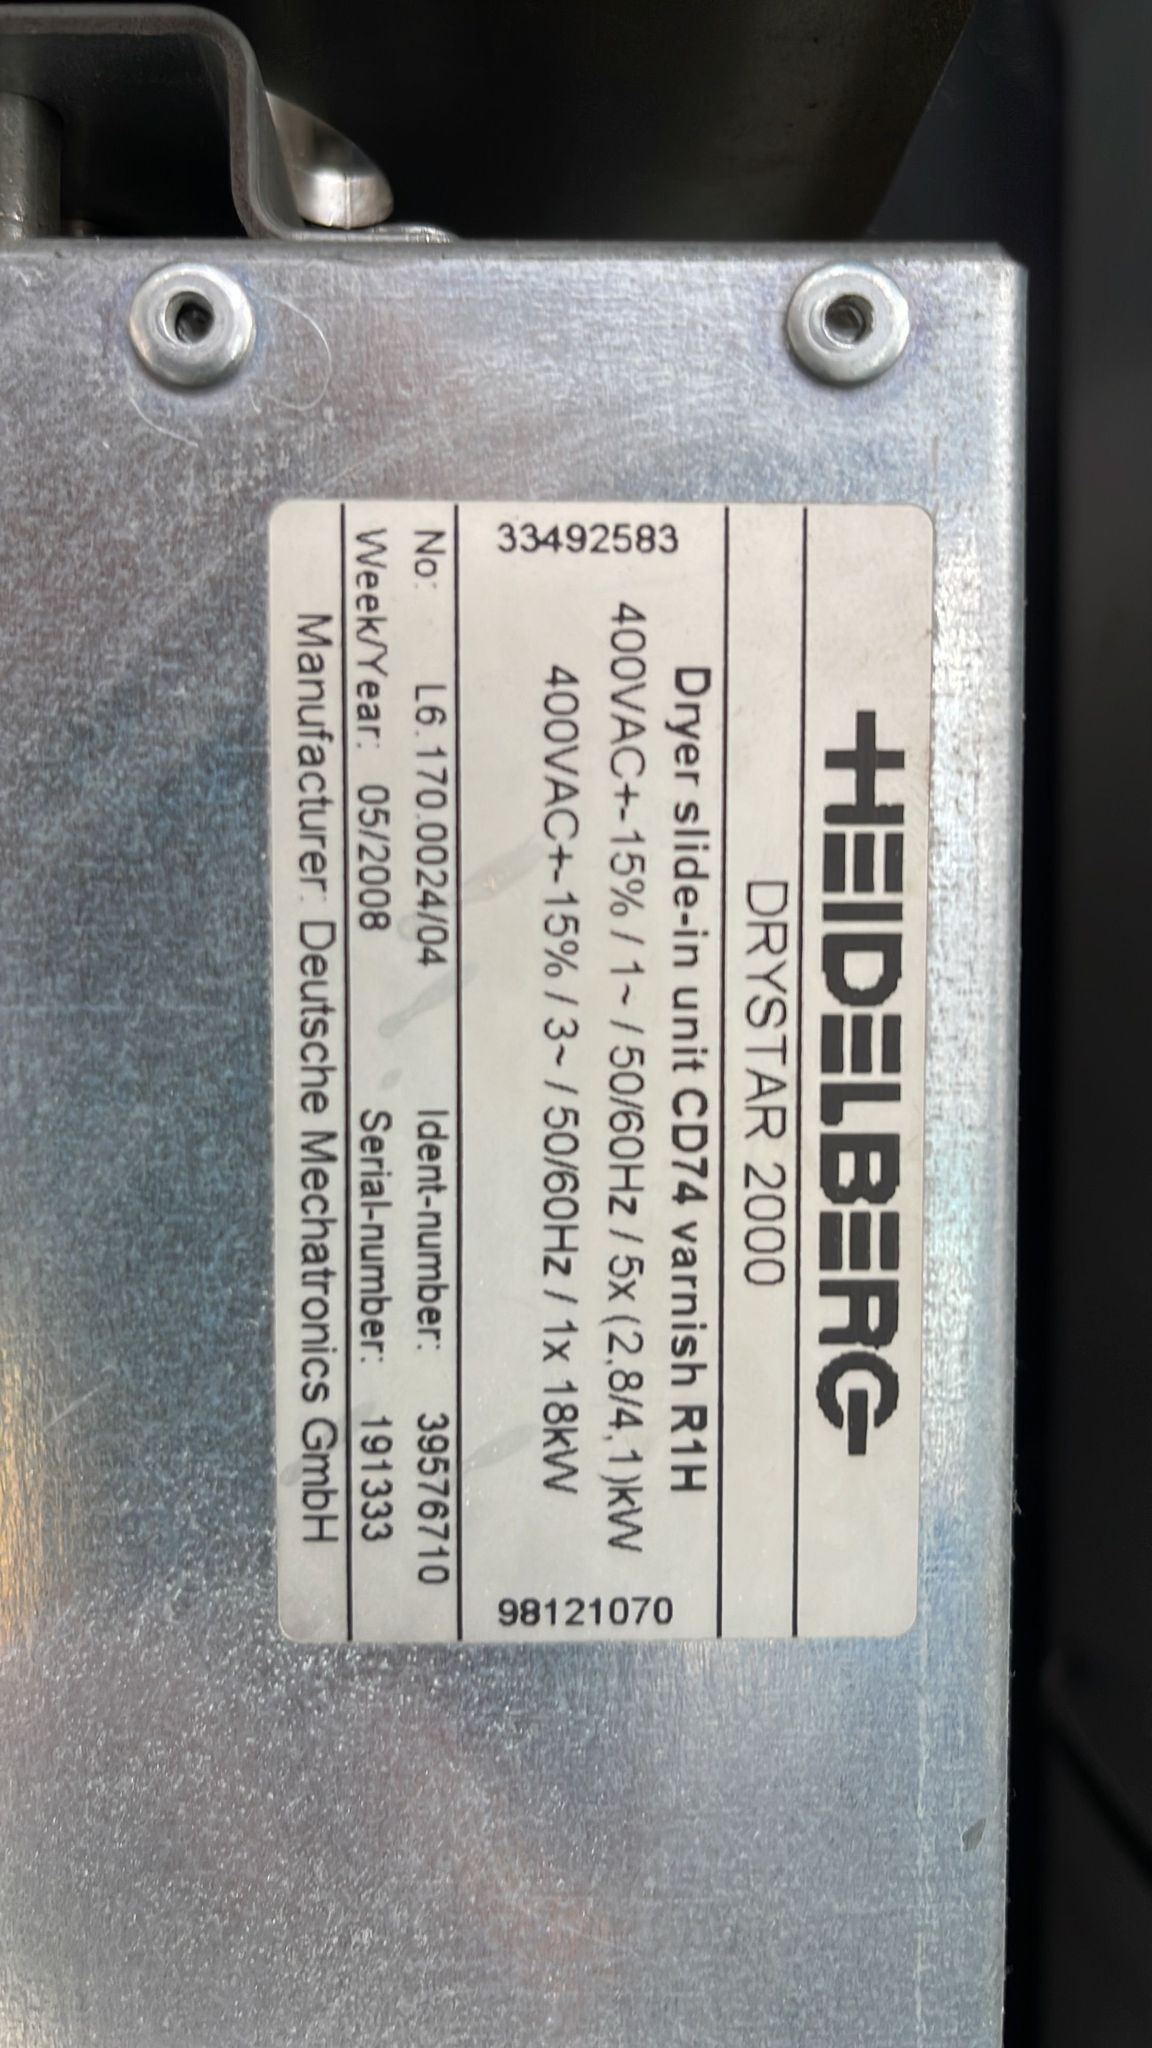 HEIDELBERG
DRYSTAR 2000
Dryer slide-in unit CD74 varnish R1H
400VAC+-15% / 1~ / 50/60Hz / 5x (2,8/4,1)kW
400VAC+-15% / 3~ / 50/60Hz / 1x 18kW
33492583
98121070
No: L6.170.0024/04 Ident-number: 39576710
Week/Year: 05/2008 Serial-number: 191333
Manufacturer: Deutsche Mechatronics GmbH